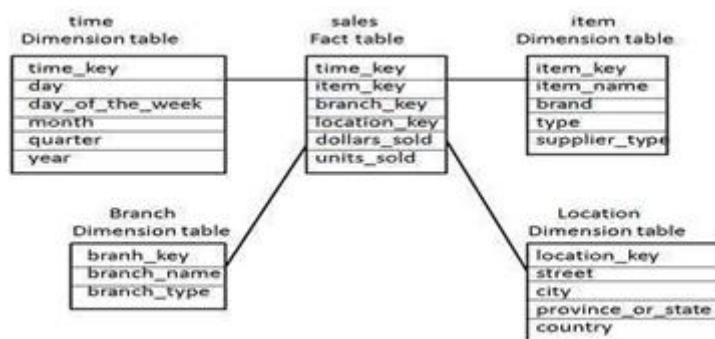 time
Dimension table
time_key
day
day_of_the_week
month
quarter
year
sales
Fact table
time_key
item_key
branch_key
location_key
dollars_sold
units_sold
item
Dimension table
item_key
item_name
brand
type
supplier_type
Branch
Dimension table
branh_key
branch_name
branch_type
Location
Dimension table
location_key
street
city
province_or_state
country